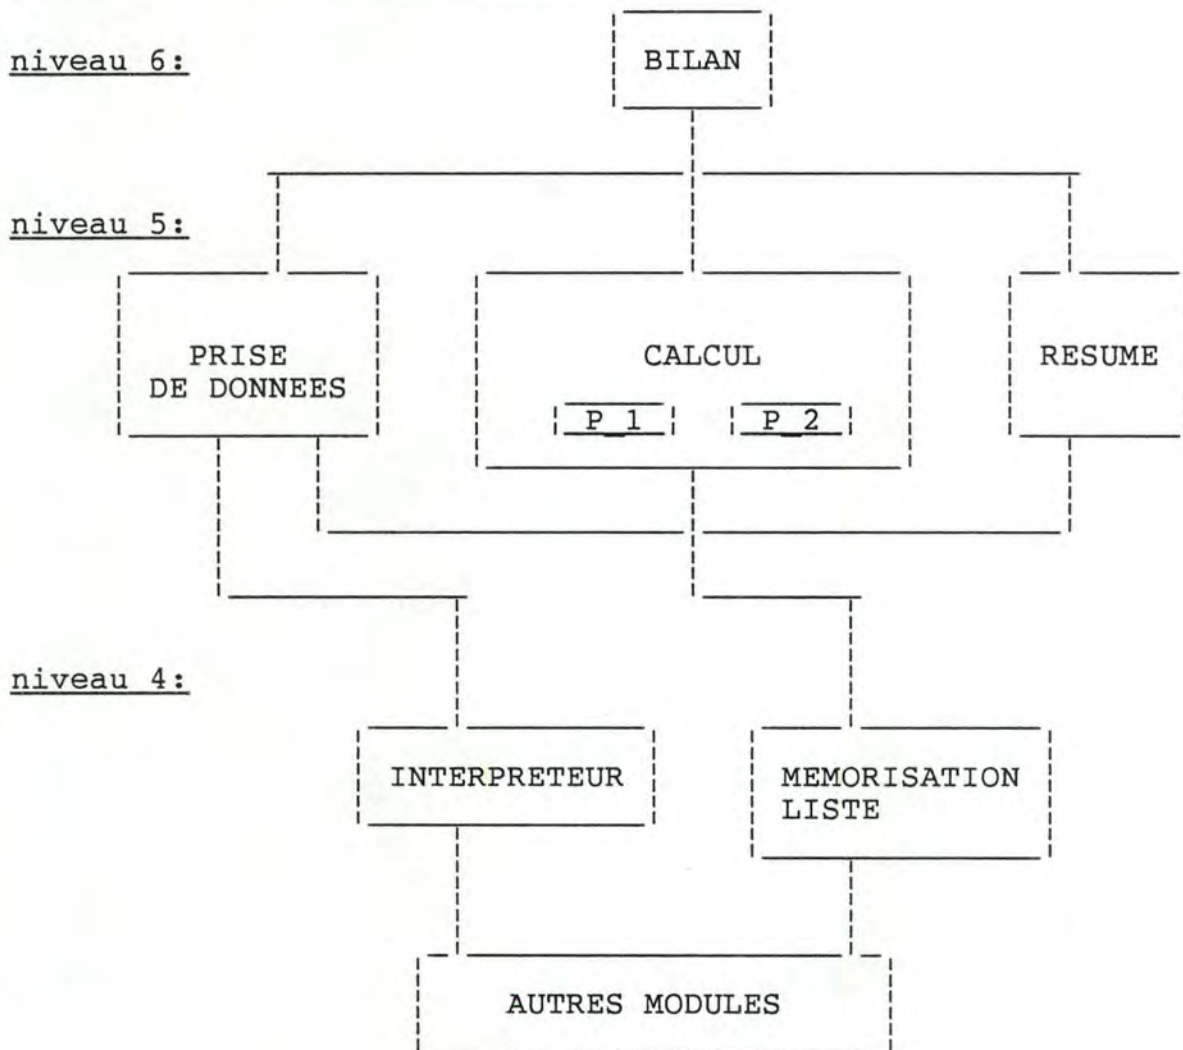 niveau 6:
BILAN
niveau 5:
PRISE
DE DONNEES
CALCUL
P_1
P_2
RESUME
niveau 4:
INTERPRETEUR
MEMORISATION
LISTE
AUTRES MODULES